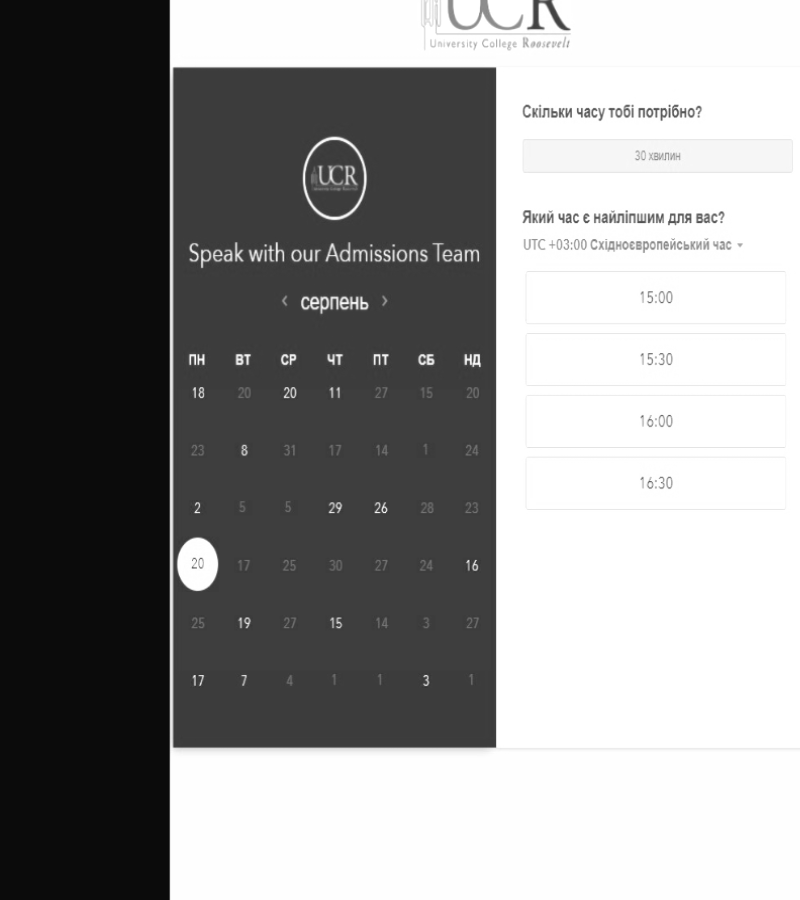 UCR
University College Roosevelt
UCR
Speak with our Admissions Team
‹ серпень ›
ПН ВТ СР ЧТ ПТ СБ НД
18 20 20 11 27 15 20
23 8 31 17 14 1 24
2 5 5 29 26 28 23
20 17 25 30 27 24 16
25 19 27 15 14 3 27
17 7 4 1 1 3 1
Скільки часу тобі потрібно?
30 хвилин
Який час є найліпшим для вас?
UTC +03:00 Східноєвропейський час
15:00
15:30
16:00
16:30